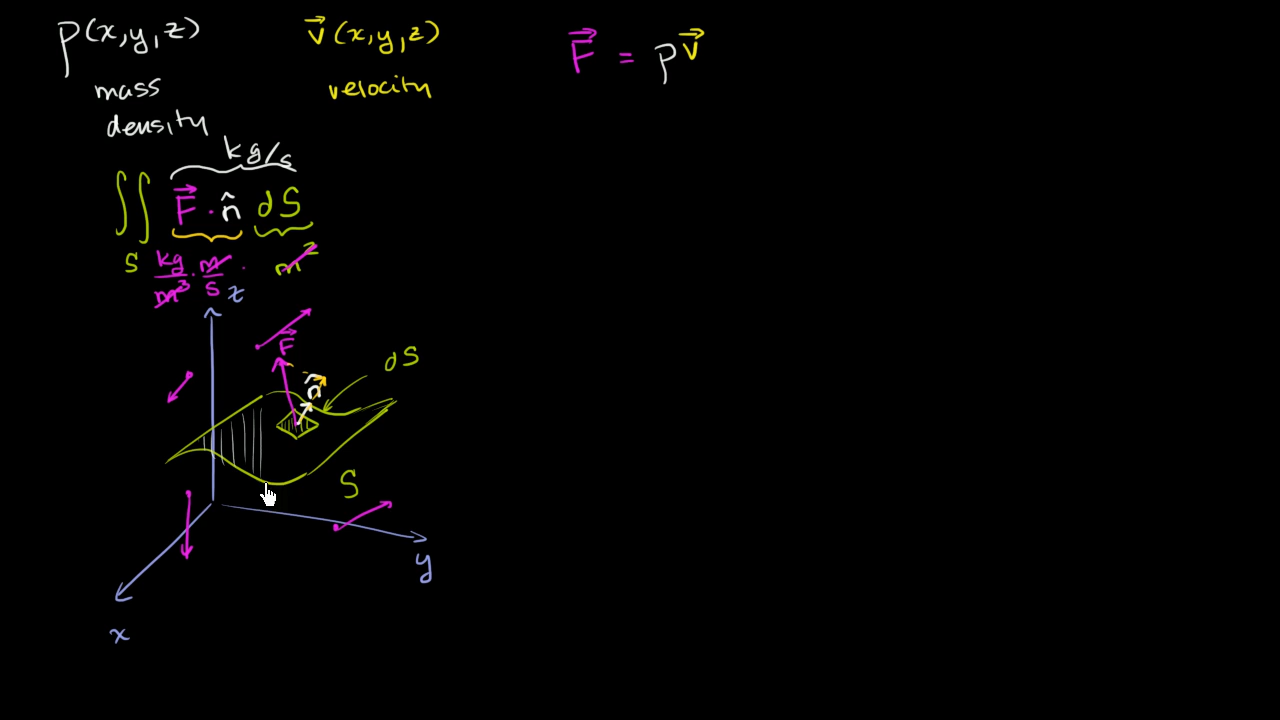 ρ(x,y,z)
mass
density
v⃗(x,y,z)
velocity
F⃗ = ρv⃗
kg/s
∬ F⃗ · n̂ dS
S
kg/m³ · m/s · m²
z
F⃗
n̂
dS
S
y
x